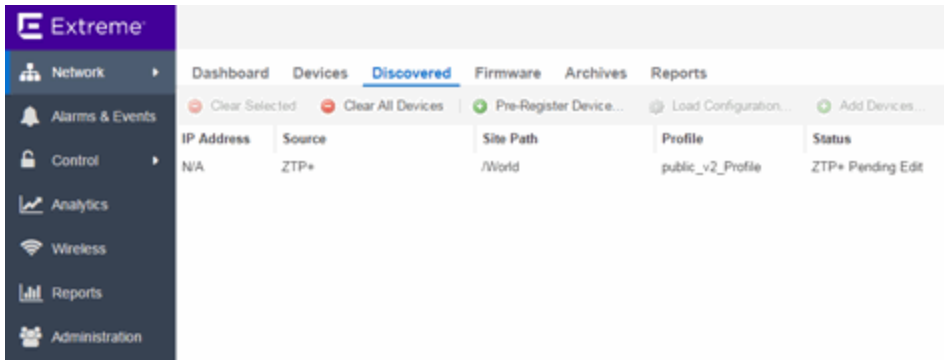 Extreme
Network
Alarms & Events
Control
Analytics
Wireless
Reports
Administration
Dashboard Devices Discovered Firmware Archives Reports
Clear Selected Clear All Devices Pre-Register Device... Load Configuration... Add Devices...
IP Address Source Site Path Profile Status
N/A ZTP+ /World public_v2_Profile ZTP+ Pending Edit